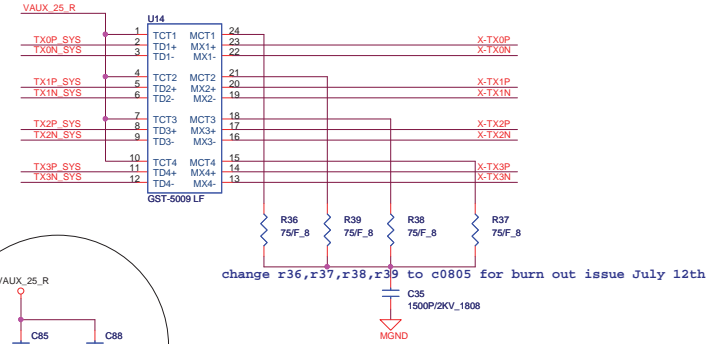 VAUX_25_R
U14
1 TCT1 MCT1 24
TX0P_SYS 2 TD1+ MX1+ 23 X-TX0P
TX0N_SYS 3 TD1- MX1- 22 X-TX0N
4 TCT2 MCT2 21
TX1P_SYS 5 TD2+ MX2+ 20 X-TX1P
TX1N_SYS 6 TD2- MX2- 19 X-TX1N
7 TCT3 MCT3 18
TX2P_SYS 8 TD3+ MX3+ 17 X-TX2P
TX2N_SYS 9 TD3- MX3- 16 X-TX2N
10 TCT4 MCT4 15
TX3P_SYS 11 TD4+ MX4+ 14 X-TX3P
TX3N_SYS 12 TD4- MX4- 13 X-TX3N
GST-5009 LF
R36 R39 R38 R37
75/F_8 75/F_8 75/F_8 75/F_8
change r36,r37,r38,r39 to c0805 for burn out issue July 12th
VAUX_25_R
C35
1500P/2KV_1808
MGND
C85 C88